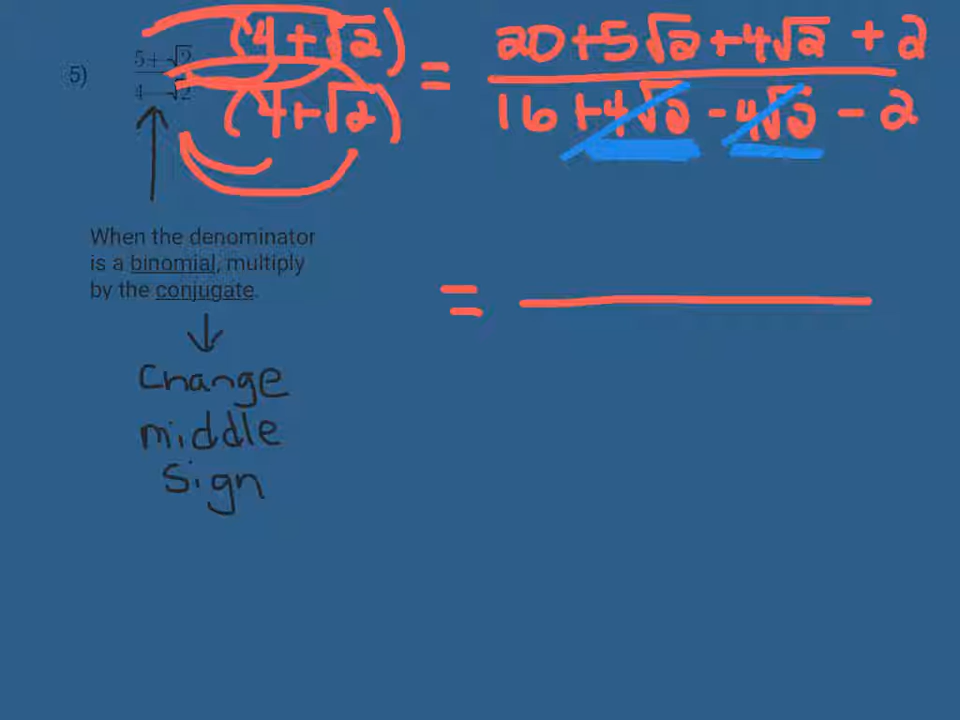 5) 5 + √2 (4+√2) = 20+5√2+4√2 + 2
4 − √2 (4+√2) 16 +4√2 - 4√2 - 2
When the denominator
is a binomial, multiply
by the conjugate.
=
Change
middle
Sign